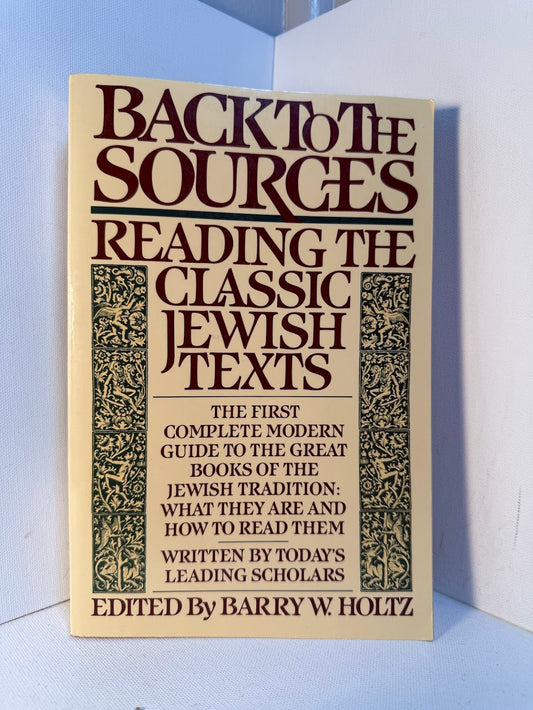 BACK TO THE
SOURCES
READING THE
CLASSIC
JEWISH
TEXTS
THE FIRST
COMPLETE MODERN
GUIDE TO THE GREAT
BOOKS OF THE
JEWISH TRADITION:
WHAT THEY ARE AND
HOW TO READ THEM
WRITTEN BY TODAY'S
LEADING SCHOLARS
EDITED By BARRY W. HOLTZ